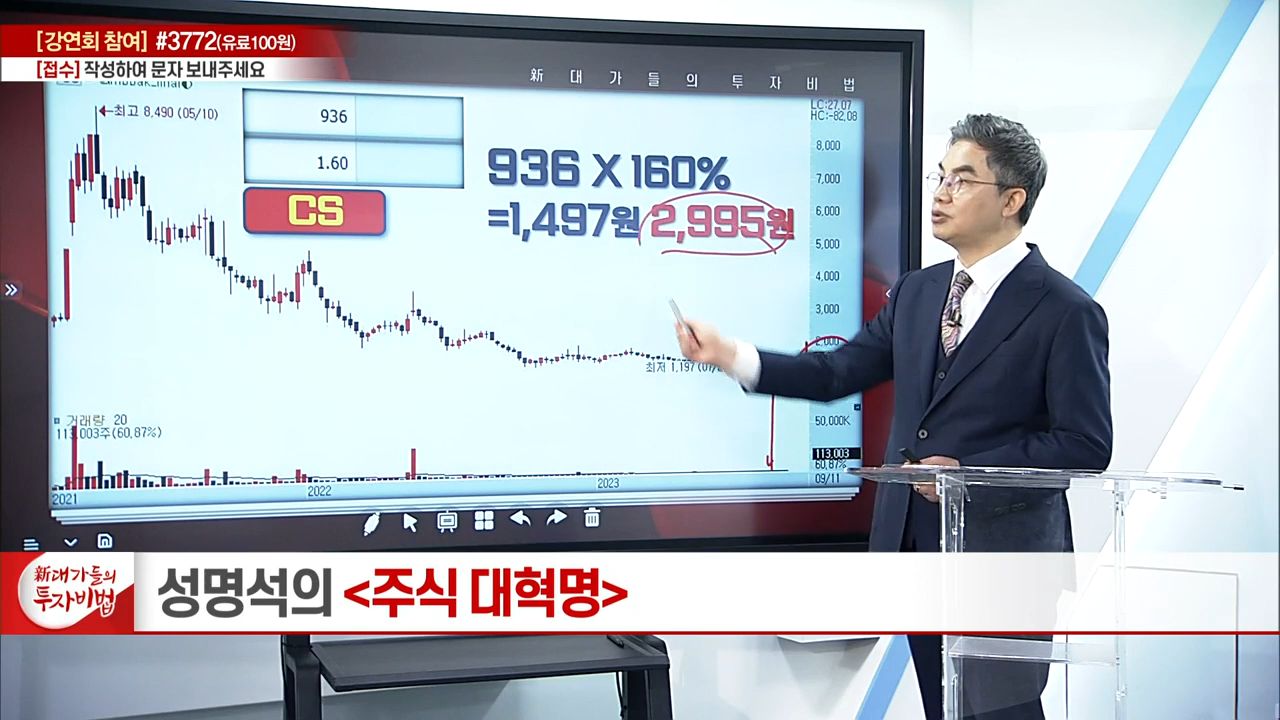 [강연회 참여] #3772(유료100원)
[접수] 작성하여 문자 보내주세요
新 대가들의 투자비법
최고 8,490 (05/10)
936
1.60
CS
936 X 160%
=1,497원 2,995원
LC:27,07
HC:-82,08
8,000
7,000
6,000
5,000
4,000
3,000
2,000
최저 1,197
거래량 20
113,003주(60,87%)
50,000K
113,003
60,87%
09/11
2021
2022
2023
新대가들의
투자비법
성명석의 <주식 대혁명>